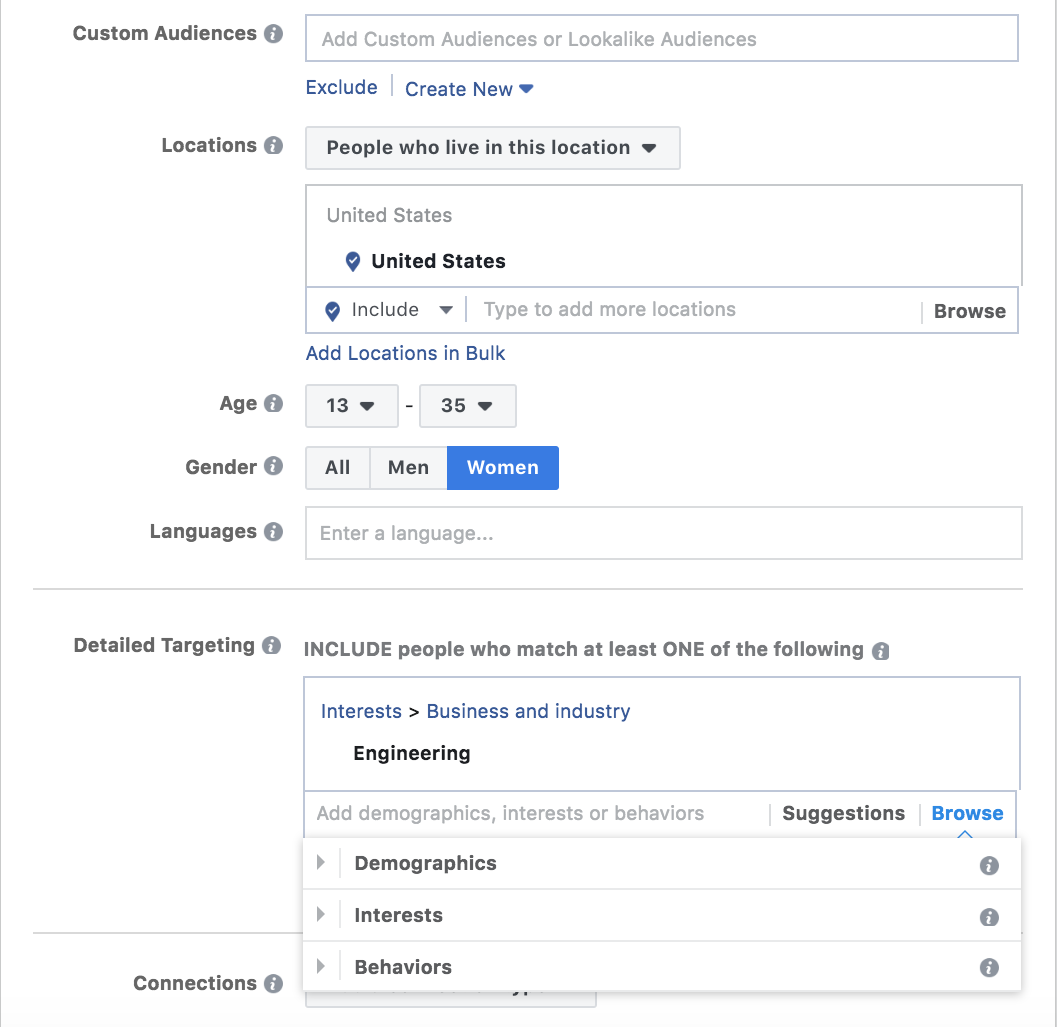 Custom Audiences
Add Custom Audiences or Lookalike Audiences
Exclude
Create New
Locations
People who live in this location
United States
United States
Include
Type to add more locations
Browse
Add Locations in Bulk
Age
13 - 35
Gender
All
Men
Women
Languages
Enter a language...
Detailed Targeting
INCLUDE people who match at least ONE of the following
Interests > Business and industry
Engineering
Add demographics, interests or behaviors
Suggestions
Browse
Demographics
Interests
Behaviors
Connections